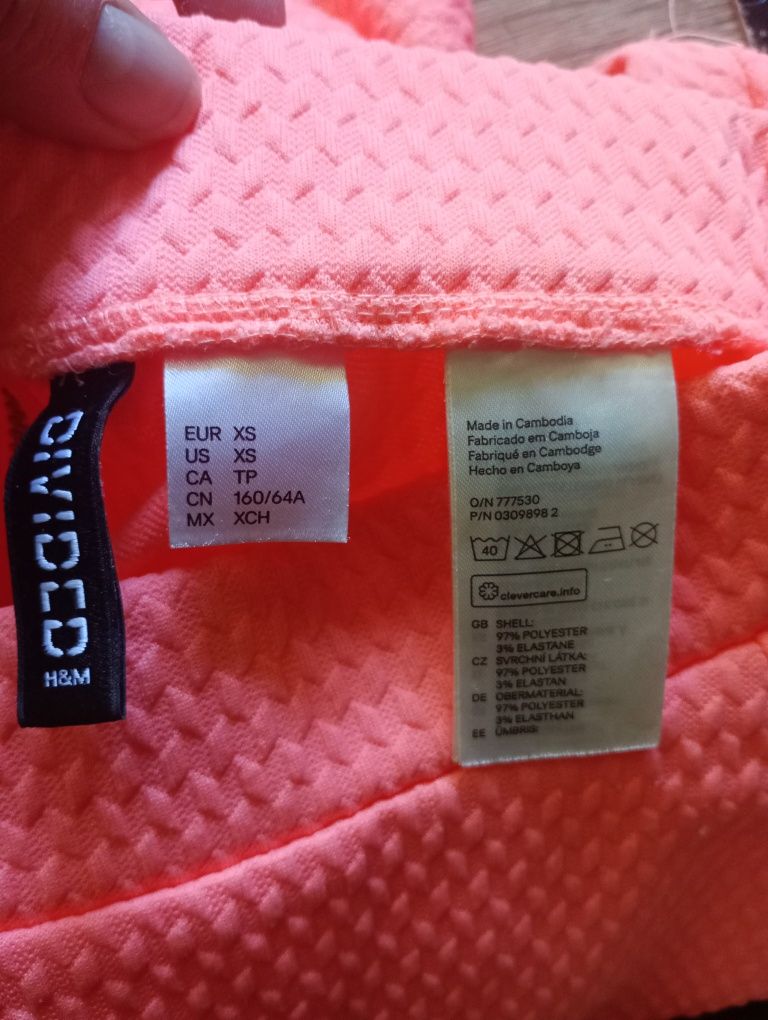 DIVIDED
H&M
EUR XS
US XS
CA TP
CN 160/64A
MX XCH
Made in Cambodia
Fabricado em Camboja
Fabriqué en Cambodge
Hecho en Camboya
O/N 777530
P/N 0309898 2
40
clevercare.info
GB SHELL:
97% POLYESTER
3% ELASTANE
CZ SVRCHNÍ LÁTKA:
97% POLYESTER
3% ELASTAN
DE OBERMATERIAL:
97% POLYESTER
3% ELASTHAN
EE ÜMBRIS: